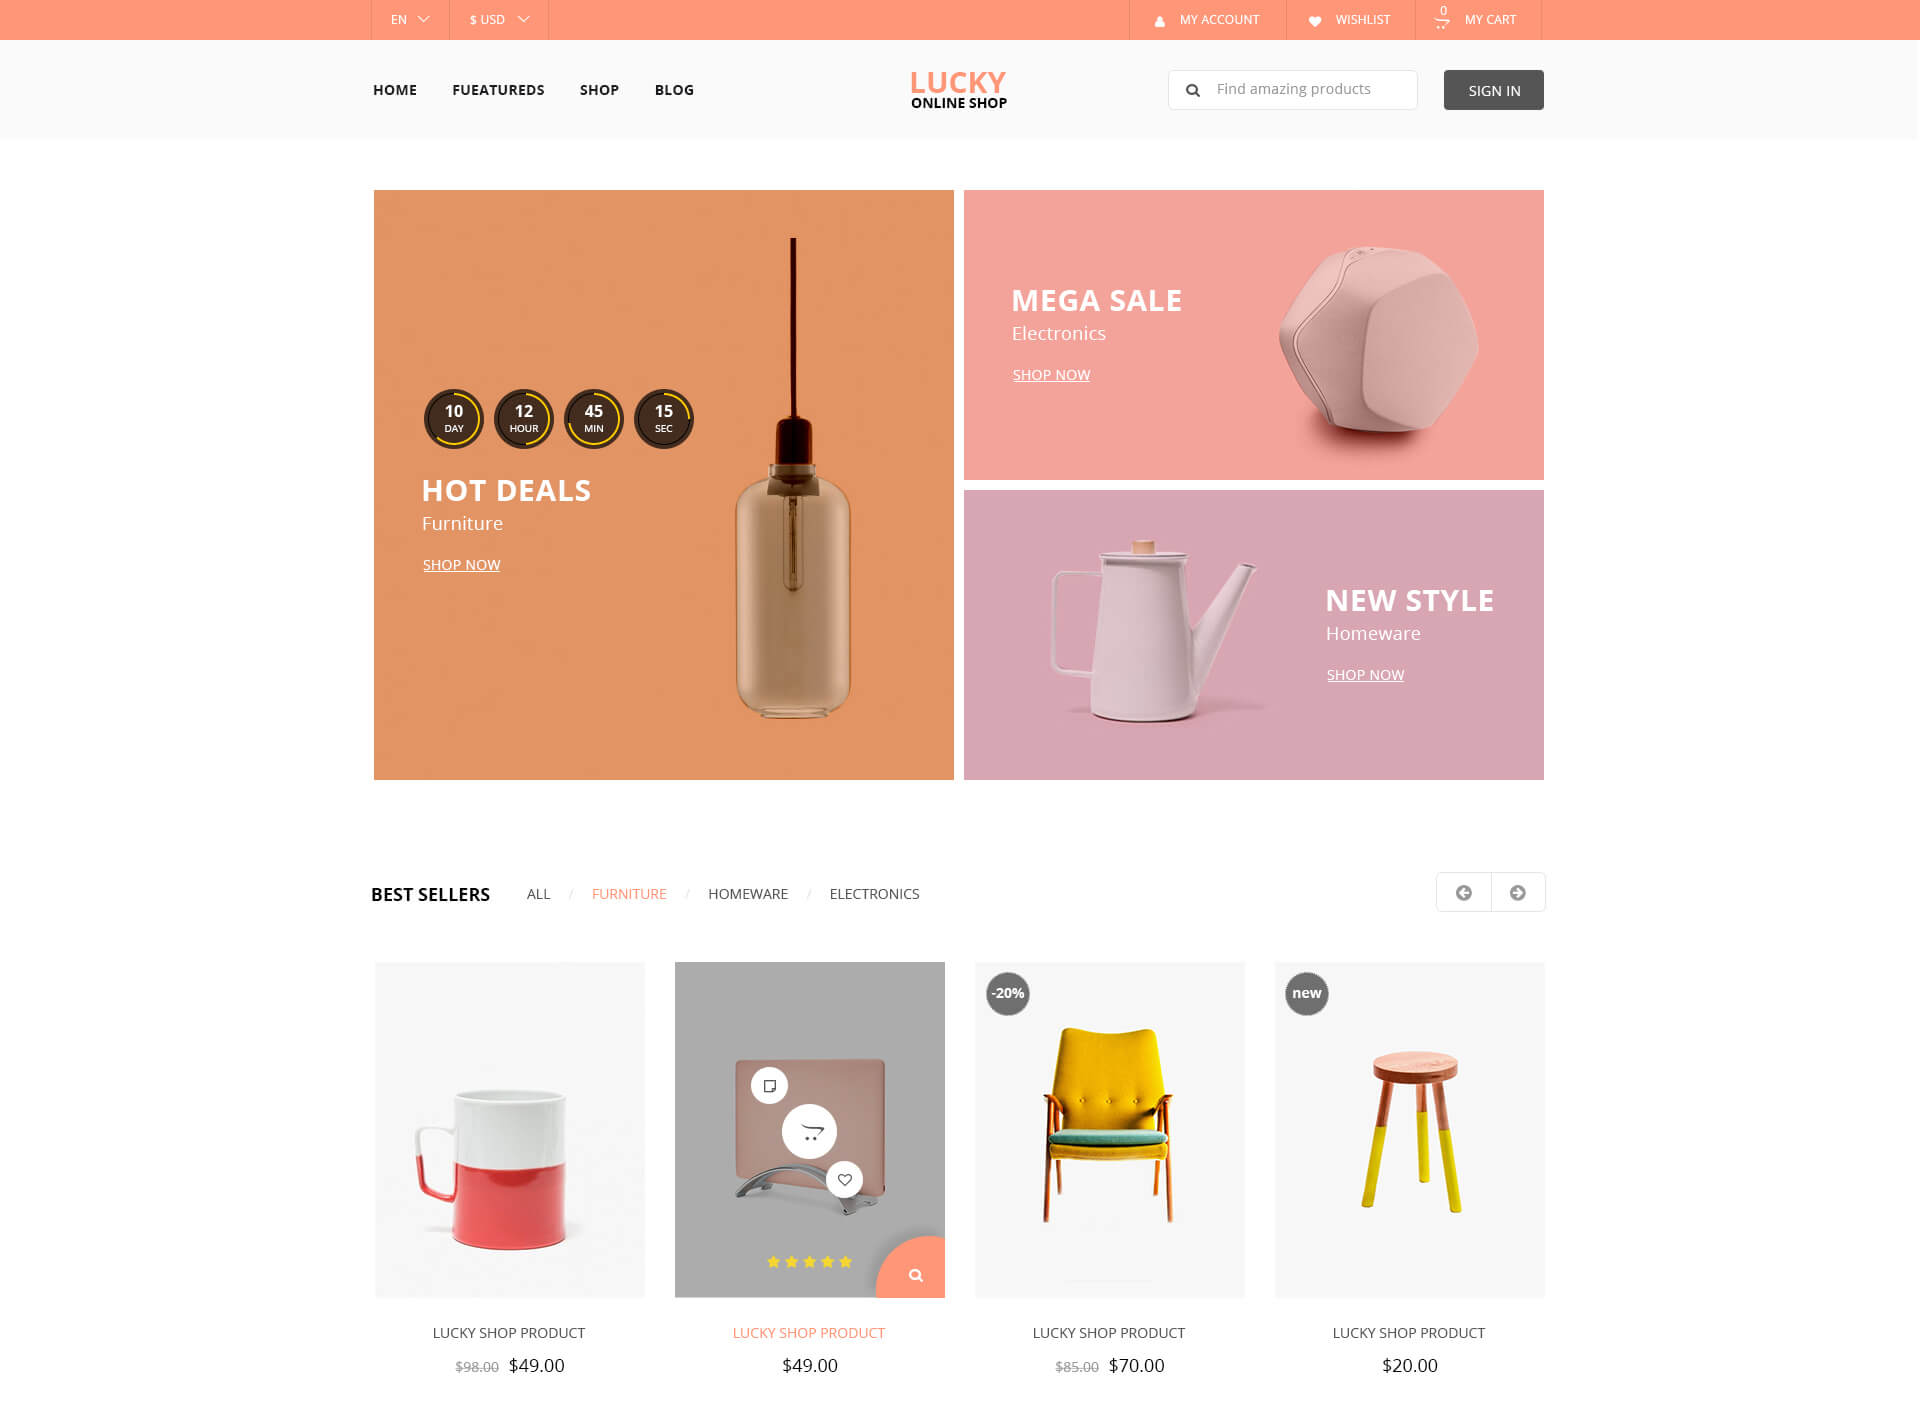 EN
$ USD
MY ACCOUNT
WISHLIST
0
MY CART
HOME
FUEATUREDS
SHOP
BLOG
LUCKY
ONLINE SHOP
Find amazing products
SIGN IN
10
DAY
12
HOUR
45
MIN
15
SEC
HOT DEALS
Furniture
SHOP NOW
MEGA SALE
Electronics
SHOP NOW
NEW STYLE
Homeware
SHOP NOW
BEST SELLERS
ALL / FURNITURE / HOMEWARE / ELECTRONICS
-20%
new
LUCKY SHOP PRODUCT
$98.00 $49.00
LUCKY SHOP PRODUCT
$49.00
LUCKY SHOP PRODUCT
$85.00 $70.00
LUCKY SHOP PRODUCT
$20.00